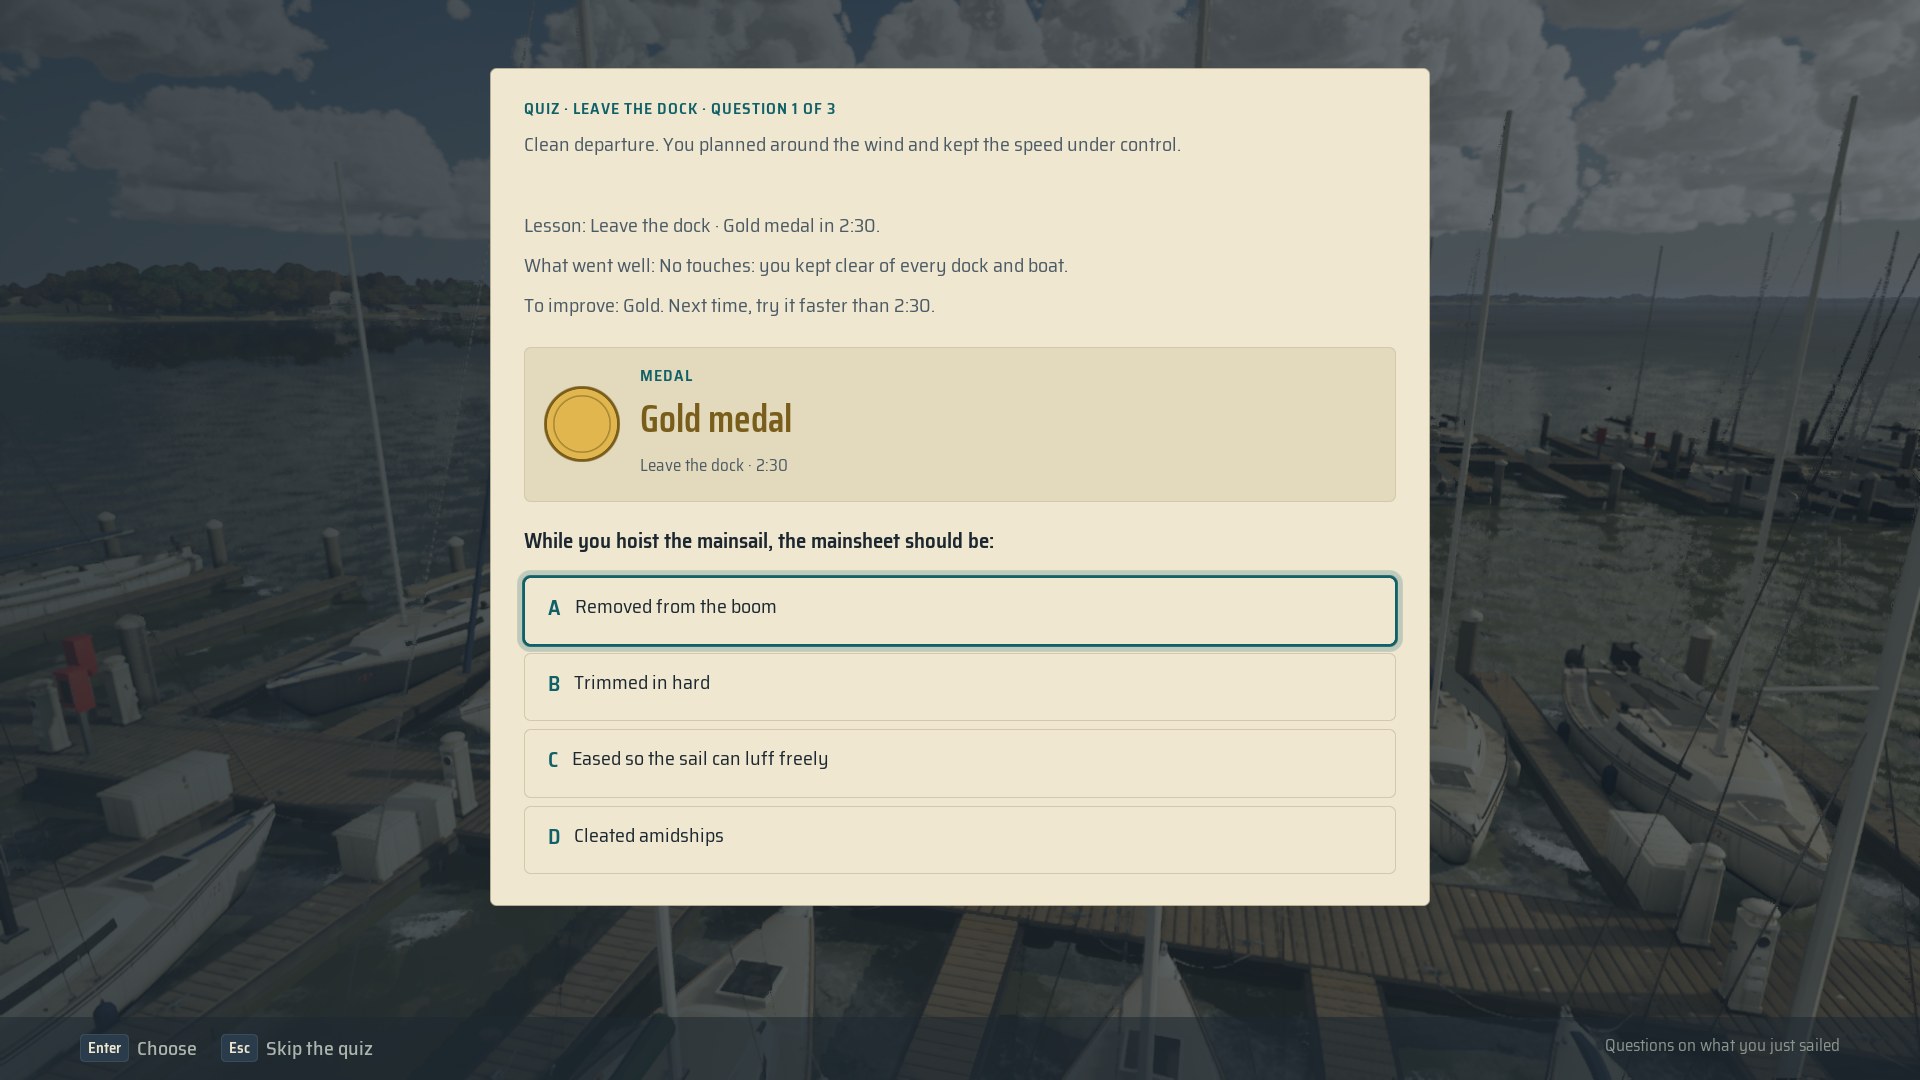 QUIZ · LEAVE THE DOCK · QUESTION 1 OF 3
Clean departure. You planned around the wind and kept the speed under control.
Lesson: Leave the dock · Gold medal in 2:30.
What went well: No touches: you kept clear of every dock and boat.
To improve: Gold. Next time, try it faster than 2:30.
MEDAL
Gold medal
Leave the dock · 2:30
While you hoist the mainsail, the mainsheet should be:
A Removed from the boom
B Trimmed in hard
C Eased so the sail can luff freely
D Cleated amidships
Enter Choose Esc Skip the quiz
Questions on what you just sailed